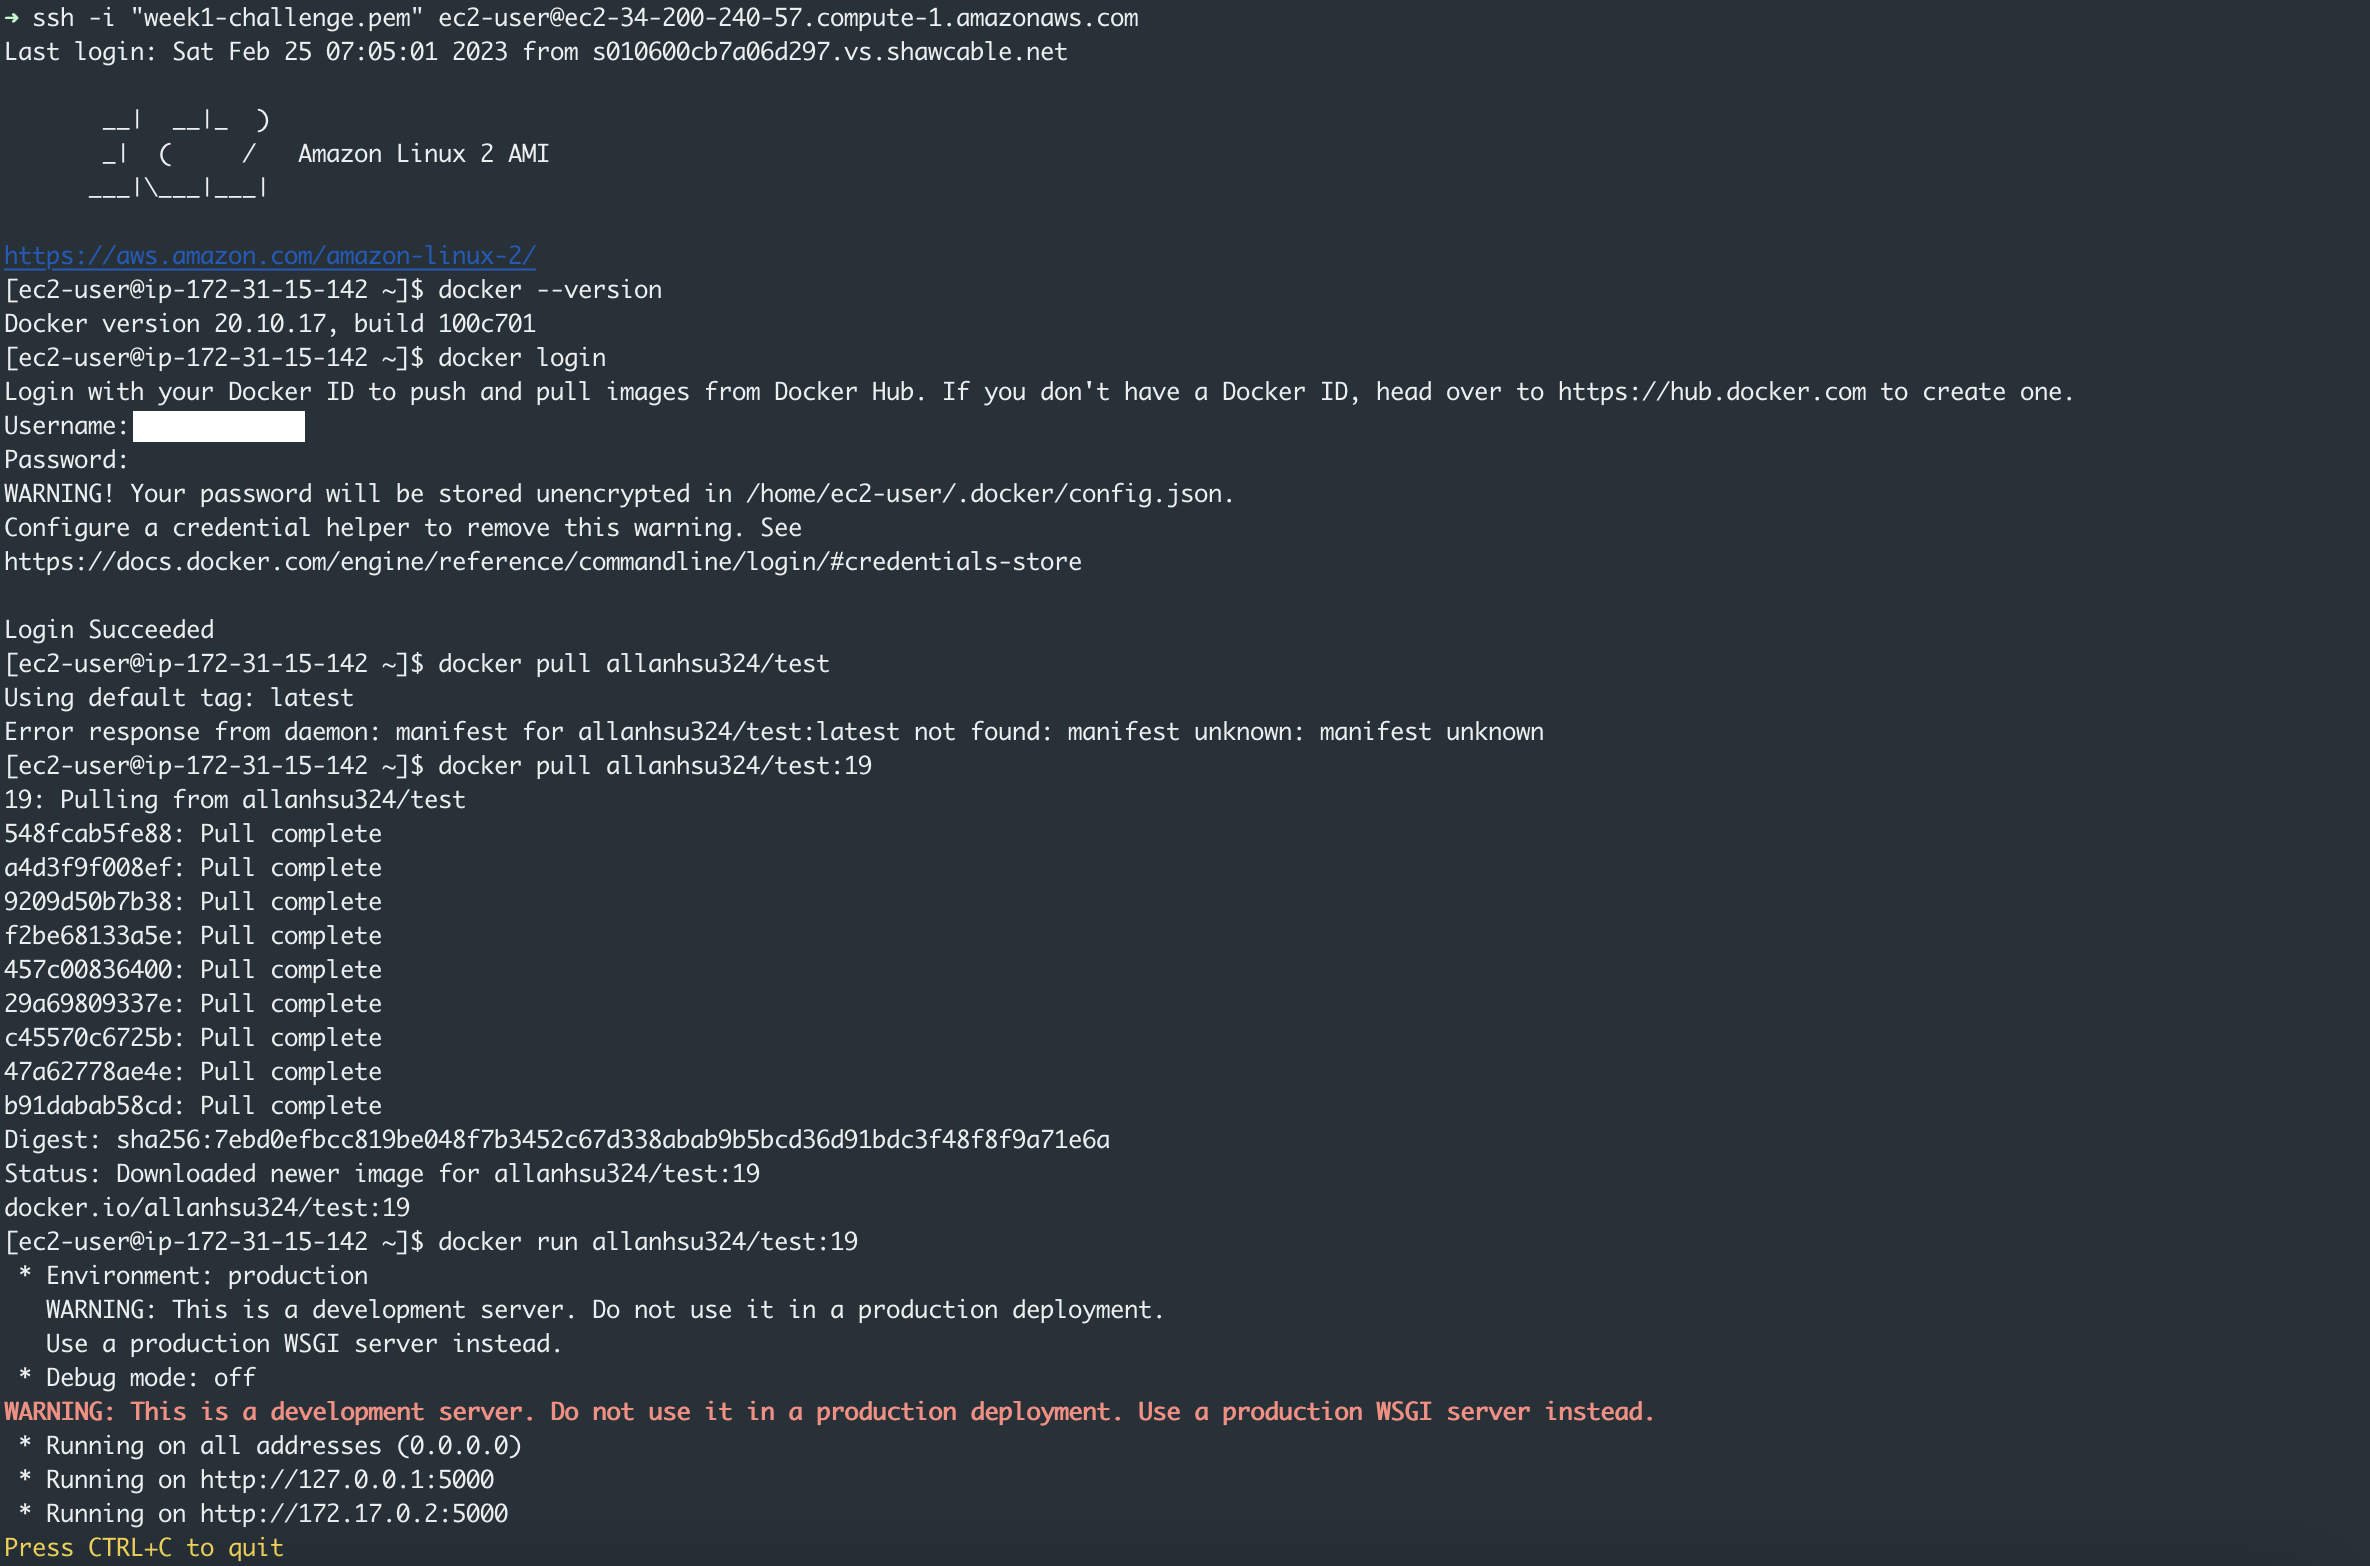 ➜ ssh -i "week1-challenge.pem" ec2-user@ec2-34-200-240-57.compute-1.amazonaws.com
Last login: Sat Feb 25 07:05:01 2023 from s010600cb7a06d297.vs.shawcable.net

       __|  __|_  )
       _|  (     /   Amazon Linux 2 AMI
      ___|\___|___|

https://aws.amazon.com/amazon-linux-2/
[ec2-user@ip-172-31-15-142 ~]$ docker --version
Docker version 20.10.17, build 100c701
[ec2-user@ip-172-31-15-142 ~]$ docker login
Login with your Docker ID to push and pull images from Docker Hub. If you don't have a Docker ID, head over to https://hub.docker.com to create one.
Username:
Password:
WARNING! Your password will be stored unencrypted in /home/ec2-user/.docker/config.json.
Configure a credential helper to remove this warning. See
https://docs.docker.com/engine/reference/commandline/login/#credentials-store

Login Succeeded
[ec2-user@ip-172-31-15-142 ~]$ docker pull allanhsu324/test
Using default tag: latest
Error response from daemon: manifest for allanhsu324/test:latest not found: manifest unknown: manifest unknown
[ec2-user@ip-172-31-15-142 ~]$ docker pull allanhsu324/test:19
19: Pulling from allanhsu324/test
548fcab5fe88: Pull complete
a4d3f9f008ef: Pull complete
9209d50b7b38: Pull complete
f2be68133a5e: Pull complete
457c00836400: Pull complete
29a69809337e: Pull complete
c45570c6725b: Pull complete
47a62778ae4e: Pull complete
b91dabab58cd: Pull complete
Digest: sha256:7ebd0efbcc819be048f7b3452c67d338abab9b5bcd36d91bdc3f48f8f9a71e6a
Status: Downloaded newer image for allanhsu324/test:19
docker.io/allanhsu324/test:19
[ec2-user@ip-172-31-15-142 ~]$ docker run allanhsu324/test:19
 * Environment: production
   WARNING: This is a development server. Do not use it in a production deployment.
   Use a production WSGI server instead.
 * Debug mode: off
WARNING: This is a development server. Do not use it in a production deployment. Use a production WSGI server instead.
 * Running on all addresses (0.0.0.0)
 * Running on http://127.0.0.1:5000
 * Running on http://172.17.0.2:5000
Press CTRL+C to quit